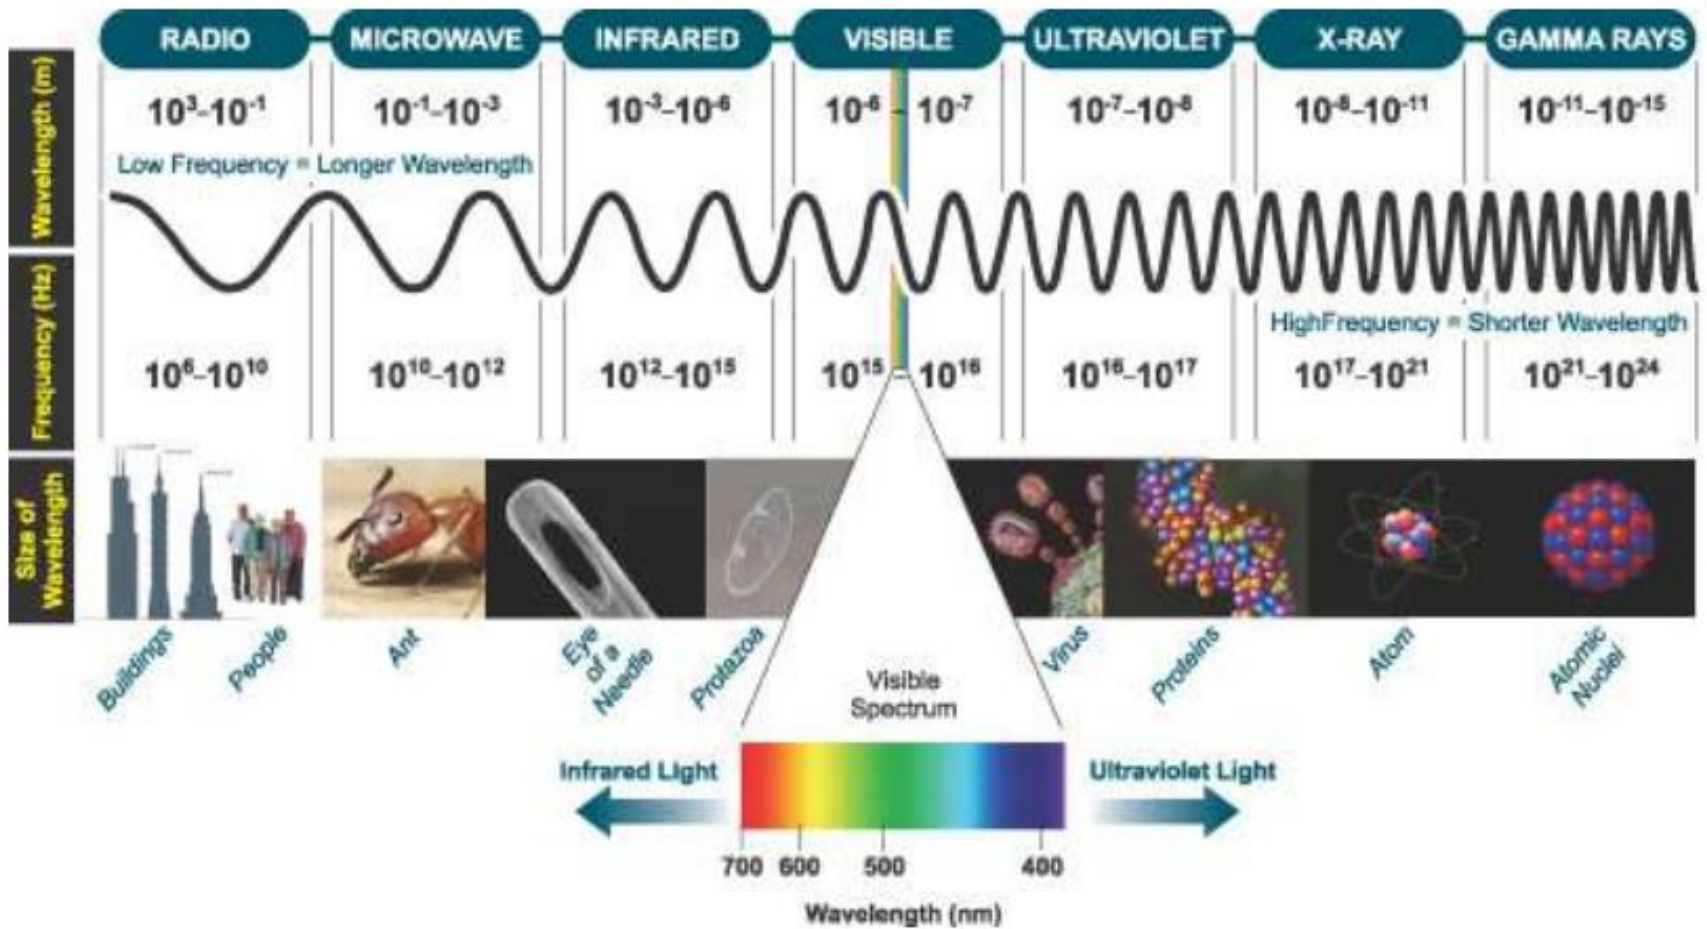 RADIO MICROWAVE INFRARED VISIBLE ULTRAVIOLET X-RAY GAMMA RAYS
Wavelength (m)
10³–10⁻¹ 10⁻¹–10⁻³ 10⁻³–10⁻⁶ 10⁻⁶ – 10⁻⁷ 10⁻⁷–10⁻⁸ 10⁻⁸–10⁻¹¹ 10⁻¹¹–10⁻¹⁵
Low Frequency = Longer Wavelength
HighFrequency = Shorter Wavelength
Frequency (Hz)
10⁶–10¹⁰ 10¹⁰–10¹² 10¹²–10¹⁵ 10¹⁵ – 10¹⁶ 10¹⁶–10¹⁷ 10¹⁷–10²¹ 10²¹–10²⁴
Size of
Wavelength
Buildings
People
Ant
Eye
of a
Needle
Protazoa
Virus
Proteins
Atom
Atomic
Nuclei
Visible
Spectrum
Infrared Light
Ultraviolet Light
700 600 500 400
Wavelength (nm)